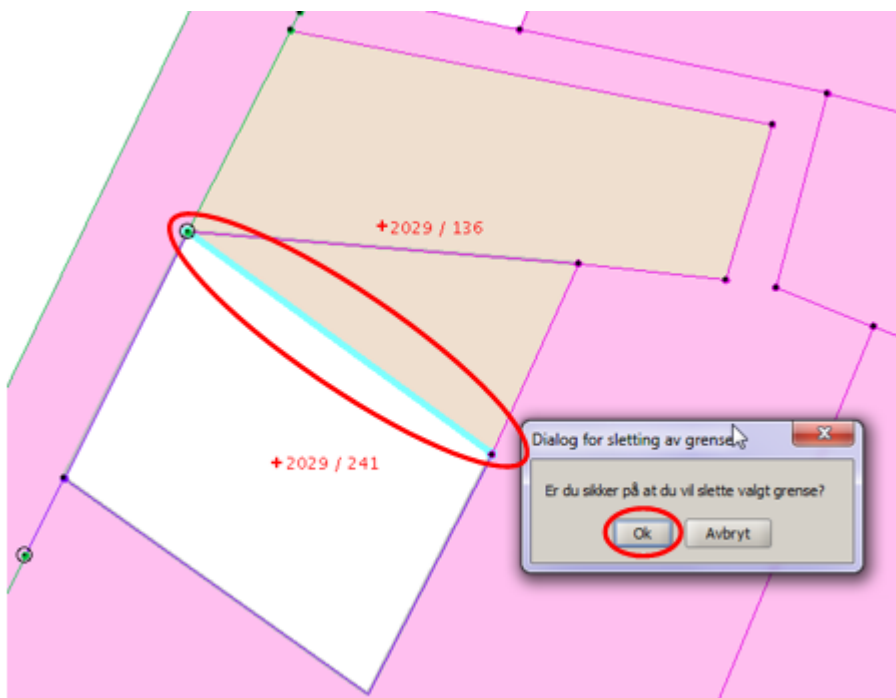 +2029 / 136
+2029 / 241
Dialog for sletting av grense
Er du sikker på at du vil slette valgt grense?
Ok
Avbryt